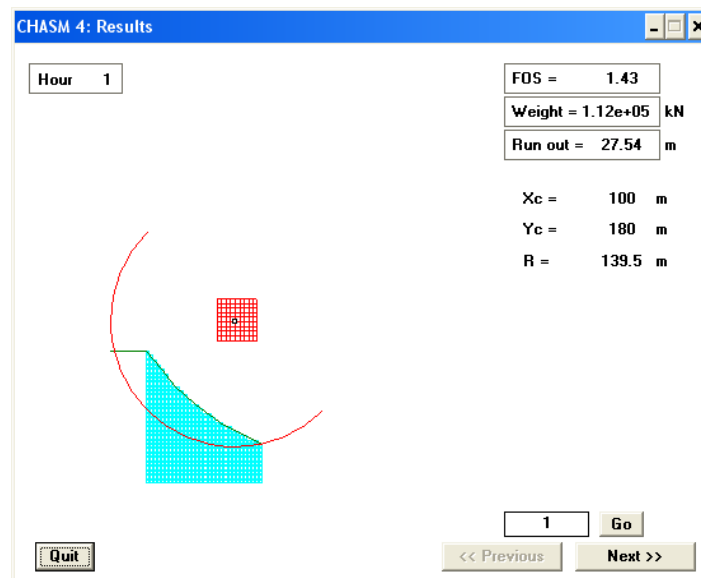 CHASM 4: Results
Hour 1
FOS = 1.43
Weight = 1.12e+05 kN
Run out = 27.54 m
Xc = 100 m
Yc = 180 m
R = 139.5 m
1 Go
Quit << Previous Next >>